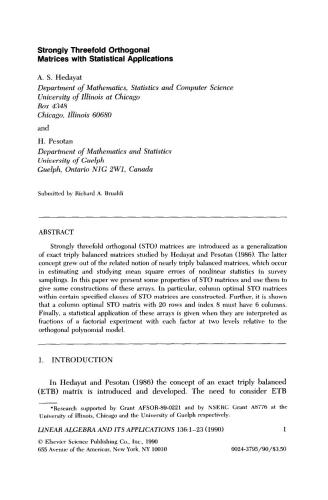 Strongly Threefold Orthogonal
Matrices with Statistical Applications
A. S. Hedayat
Department of Mathematics, Statistics and Computer Science
University of Illinois at Chicago
Box 4348
Chicago, Illinois 60680
and
H. Pesotan
Department of Mathematics and Statistics
University of Guelph
Guelph, Ontario N1G 2W1, Canada
Submitted by Richard A. Brualdi
ABSTRACT
Strongly threefold orthogonal (STO) matrices are introduced as a generalization
of exact triply balanced matrices studied by Hedayat and Pesotan (1986). The latter
concept grew out of the related notion of nearly triply balanced matrices, which occur
in estimating and studying mean square errors of nonlinear statistics in survey
samplings. In this paper we present some properties of STO matrices and use them to
give some constructions of these arrays. In particular, column optimal STO matrices
within certain specified classes of STO matrices are constructed. Further, it is shown
that a column optimal STO matrix with 20 rows and index 8 must have 6 columns.
Finally, a statistical application of these arrays is given when they are interpreted as
fractions of a factorial experiment with each factor at two levels relative to the
orthogonal polynomial model.
1. INTRODUCTION
In Hedayat and Pesotan (1986) the concept of an exact triply balanced
(ETB) matrix is introduced and developed. The need to consider ETB
*Research supported by Grant AFSOR-89-0221 and by NSERC Grant A8776 at the
University of Illinois, Chicago and University of Guelph, respectively.
LINEAR ALGEBRA AND ITS APPLICATIONS 136:1-23 (1990) 1
© Elsevier Science Publishing Co., Inc., 1990
655 Avenue of the Americas, New York, NY 10010 0024-3795/90/$3.50